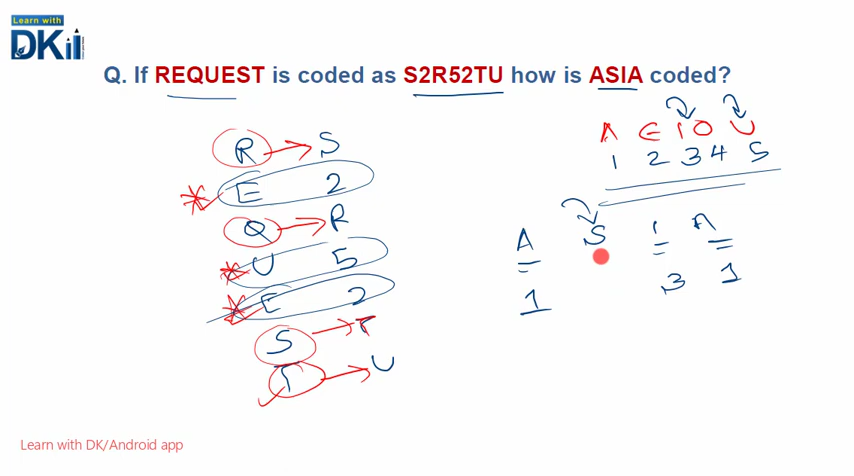 Learn with
DK
Q. If REQUEST is coded as S2R52TU how is ASIA coded?
A E I O U
1 2 3 4 5
R → S
E 2
Q → R
U 5
E 2
S → T
T → U
A S I A
1 3 1
Learn with DK/Android app